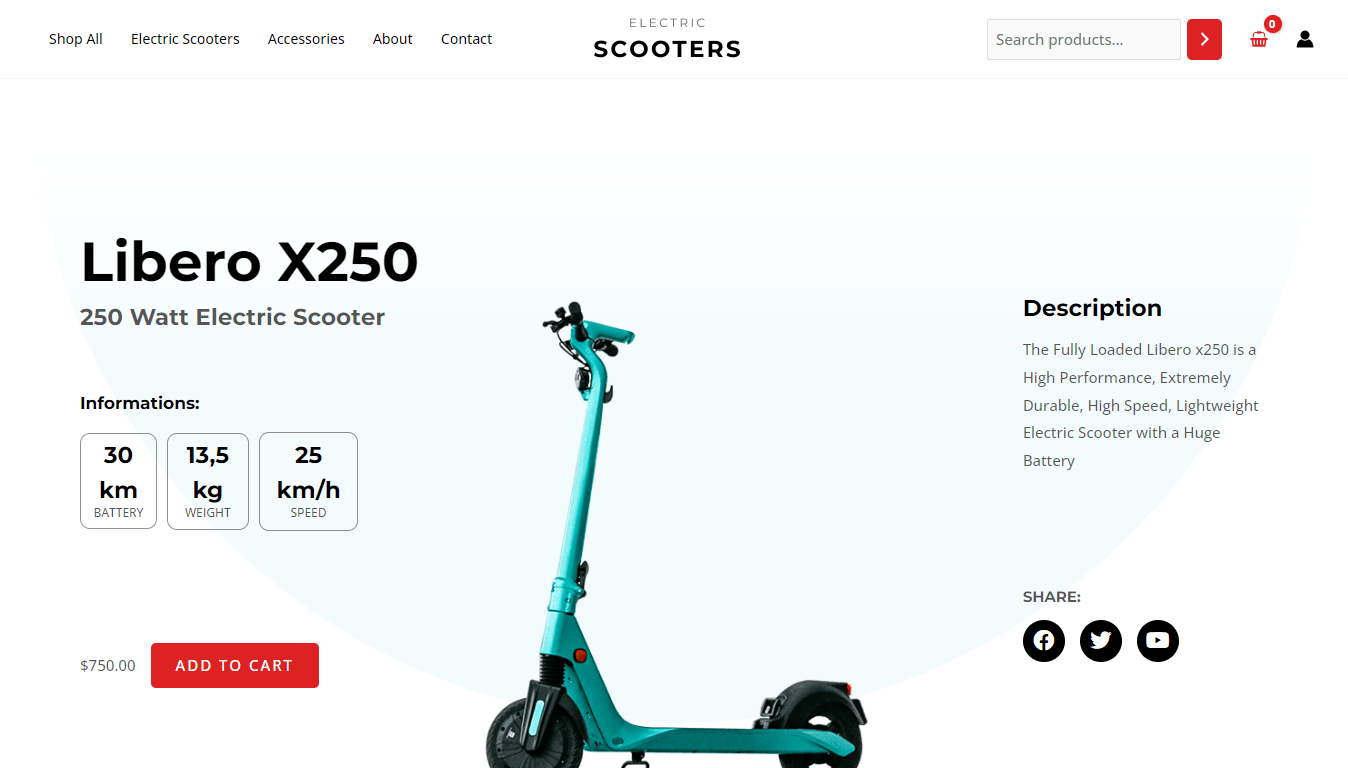 Shop All
Electric Scooters
Accessories
About
Contact
ELECTRIC
SCOOTERS
Search products...
0
Libero X250
250 Watt Electric Scooter
Informations:
30
km
BATTERY
13,5
kg
WEIGHT
25
km/h
SPEED
$750.00
ADD TO CART
Description
The Fully Loaded Libero x250 is a
High Performance, Extremely
Durable, High Speed, Lightweight
Electric Scooter with a Huge
Battery
SHARE: